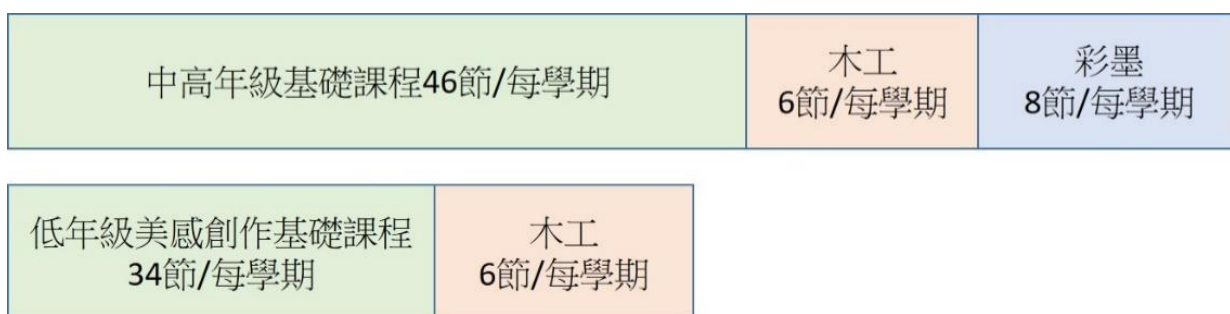 中高年級基礎課程46節/每學期
木工
6節/每學期
彩墨
8節/每學期
低年級美感創作基礎課程
34節/每學期
木工
6節/每學期